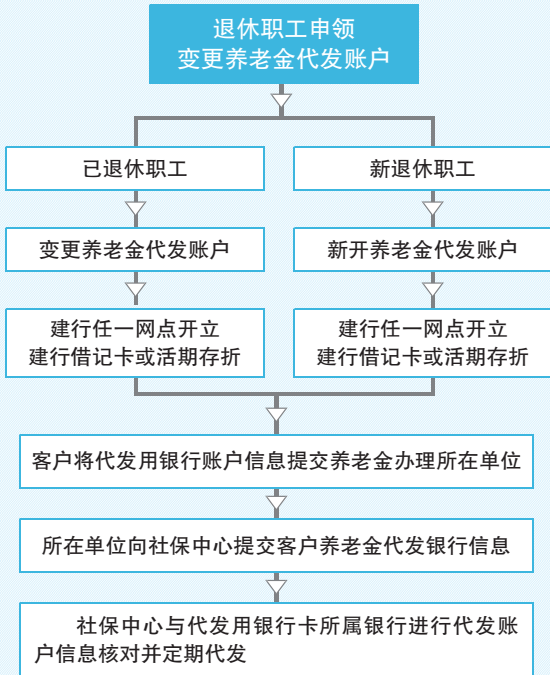 退休职工申领
变更养老金代发账户
已退休职工
新退休职工
变更养老金代发账户
新开养老金代发账户
建行任一网点开立
建行借记卡或活期存折
建行任一网点开立
建行借记卡或活期存折
客户将代发用银行账户信息提交养老金办理所在单位
所在单位向社保中心提交客户养老金代发银行信息
社保中心与代发用银行卡所属银行进行代发账
户信息核对并定期代发